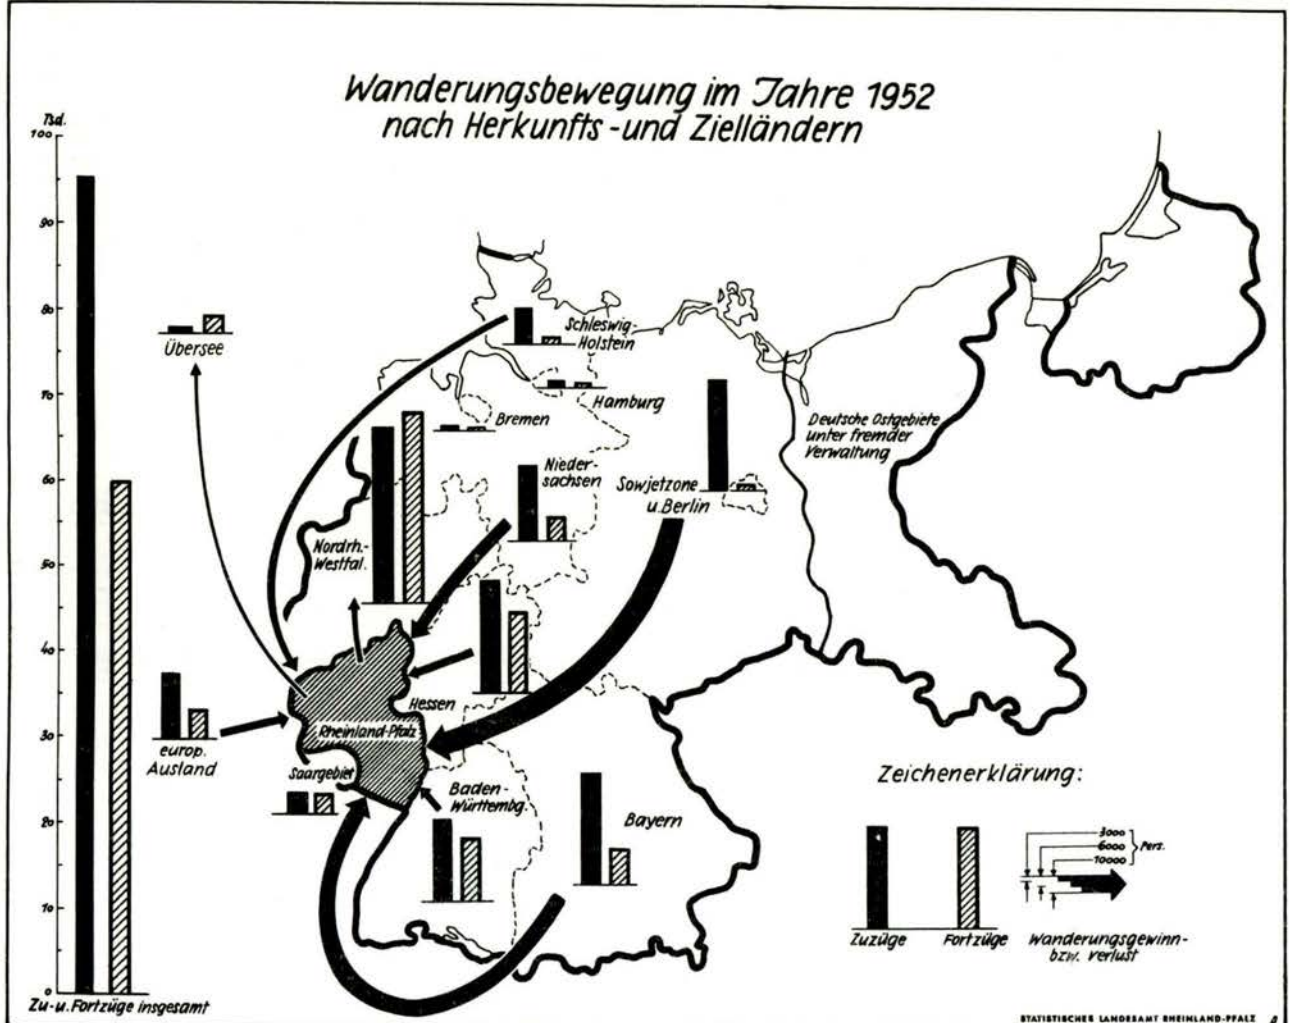 Wanderungsbewegung im Jahre 1952
nach Herkunfts-und Zielländern
Tsd.
100
90
80
70
60
50
40
30
20
10
0
Zu-u. Fortzüge insgesamt
Übersee
Schleswig-
Holstein
Hamburg
Bremen
Nieder-
sachsen
Sowjetzone
u. Berlin
Deutsche Ostgebiete
unter fremder
Verwaltung
Nordrh.-
Westfal.
Hessen
Rheinland-Pfalz
europ.
Ausland
Saargebiet
Baden-
Württembg.
Bayern
Zeichenerklärung:
3000
6000
10000
Pers.
Zuzüge
Fortzüge
Wanderungsgewinn-
bzw. verlust
STATISTISCHES LANDESAMT RHEINLAND-PFALZ